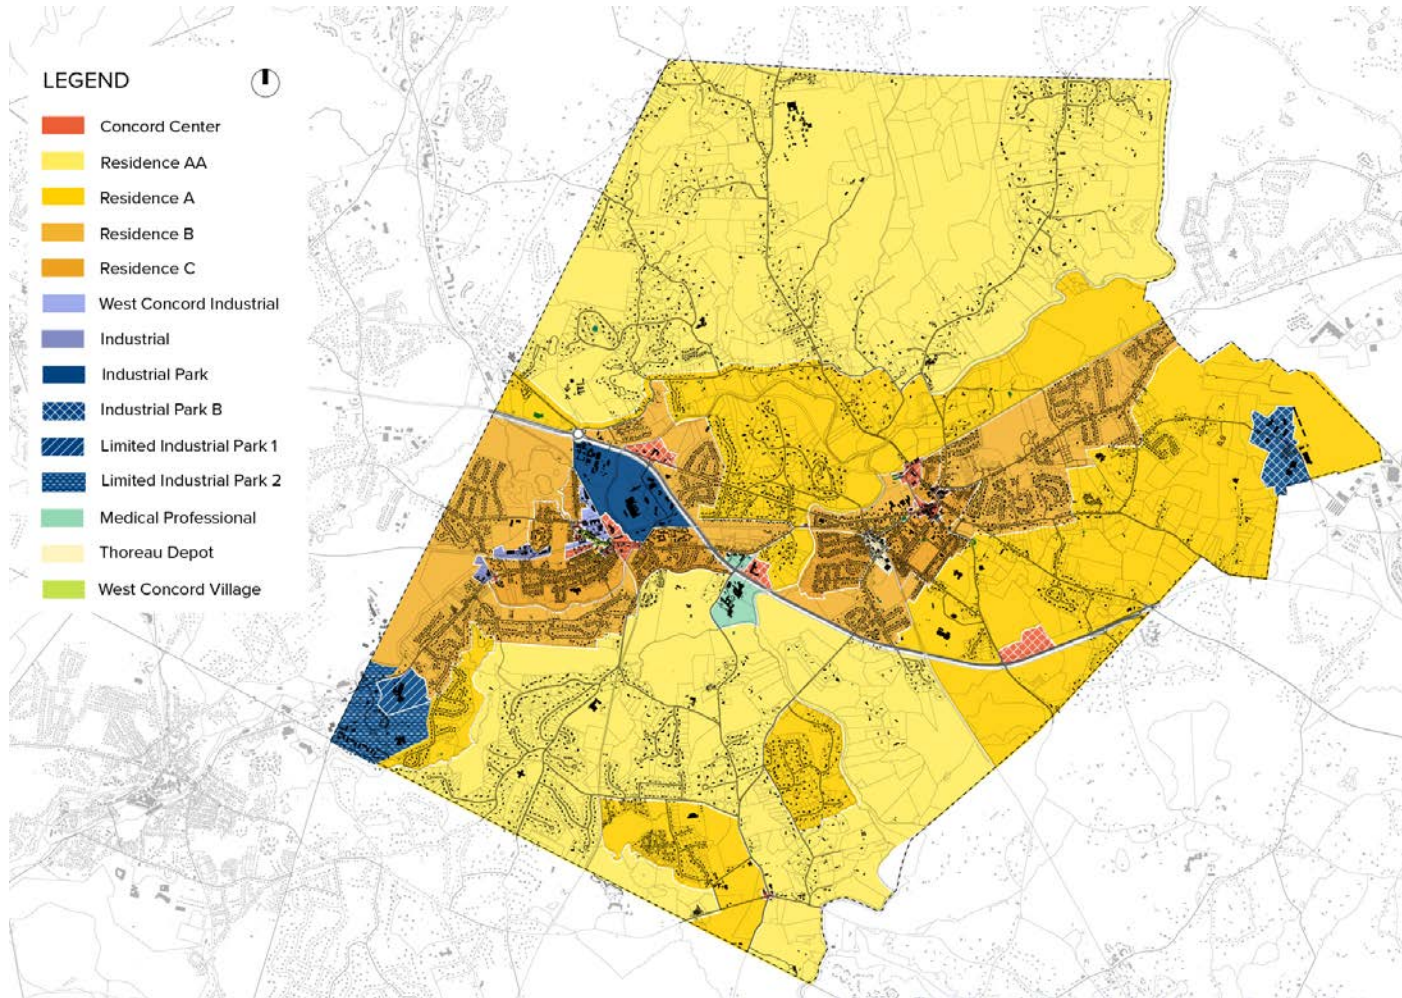 LEGEND
Concord Center
Residence AA
Residence A
Residence B
Residence C
West Concord Industrial
Industrial
Industrial Park
Industrial Park B
Limited Industrial Park 1
Limited Industrial Park 2
Medical Professional
Thoreau Depot
West Concord Village